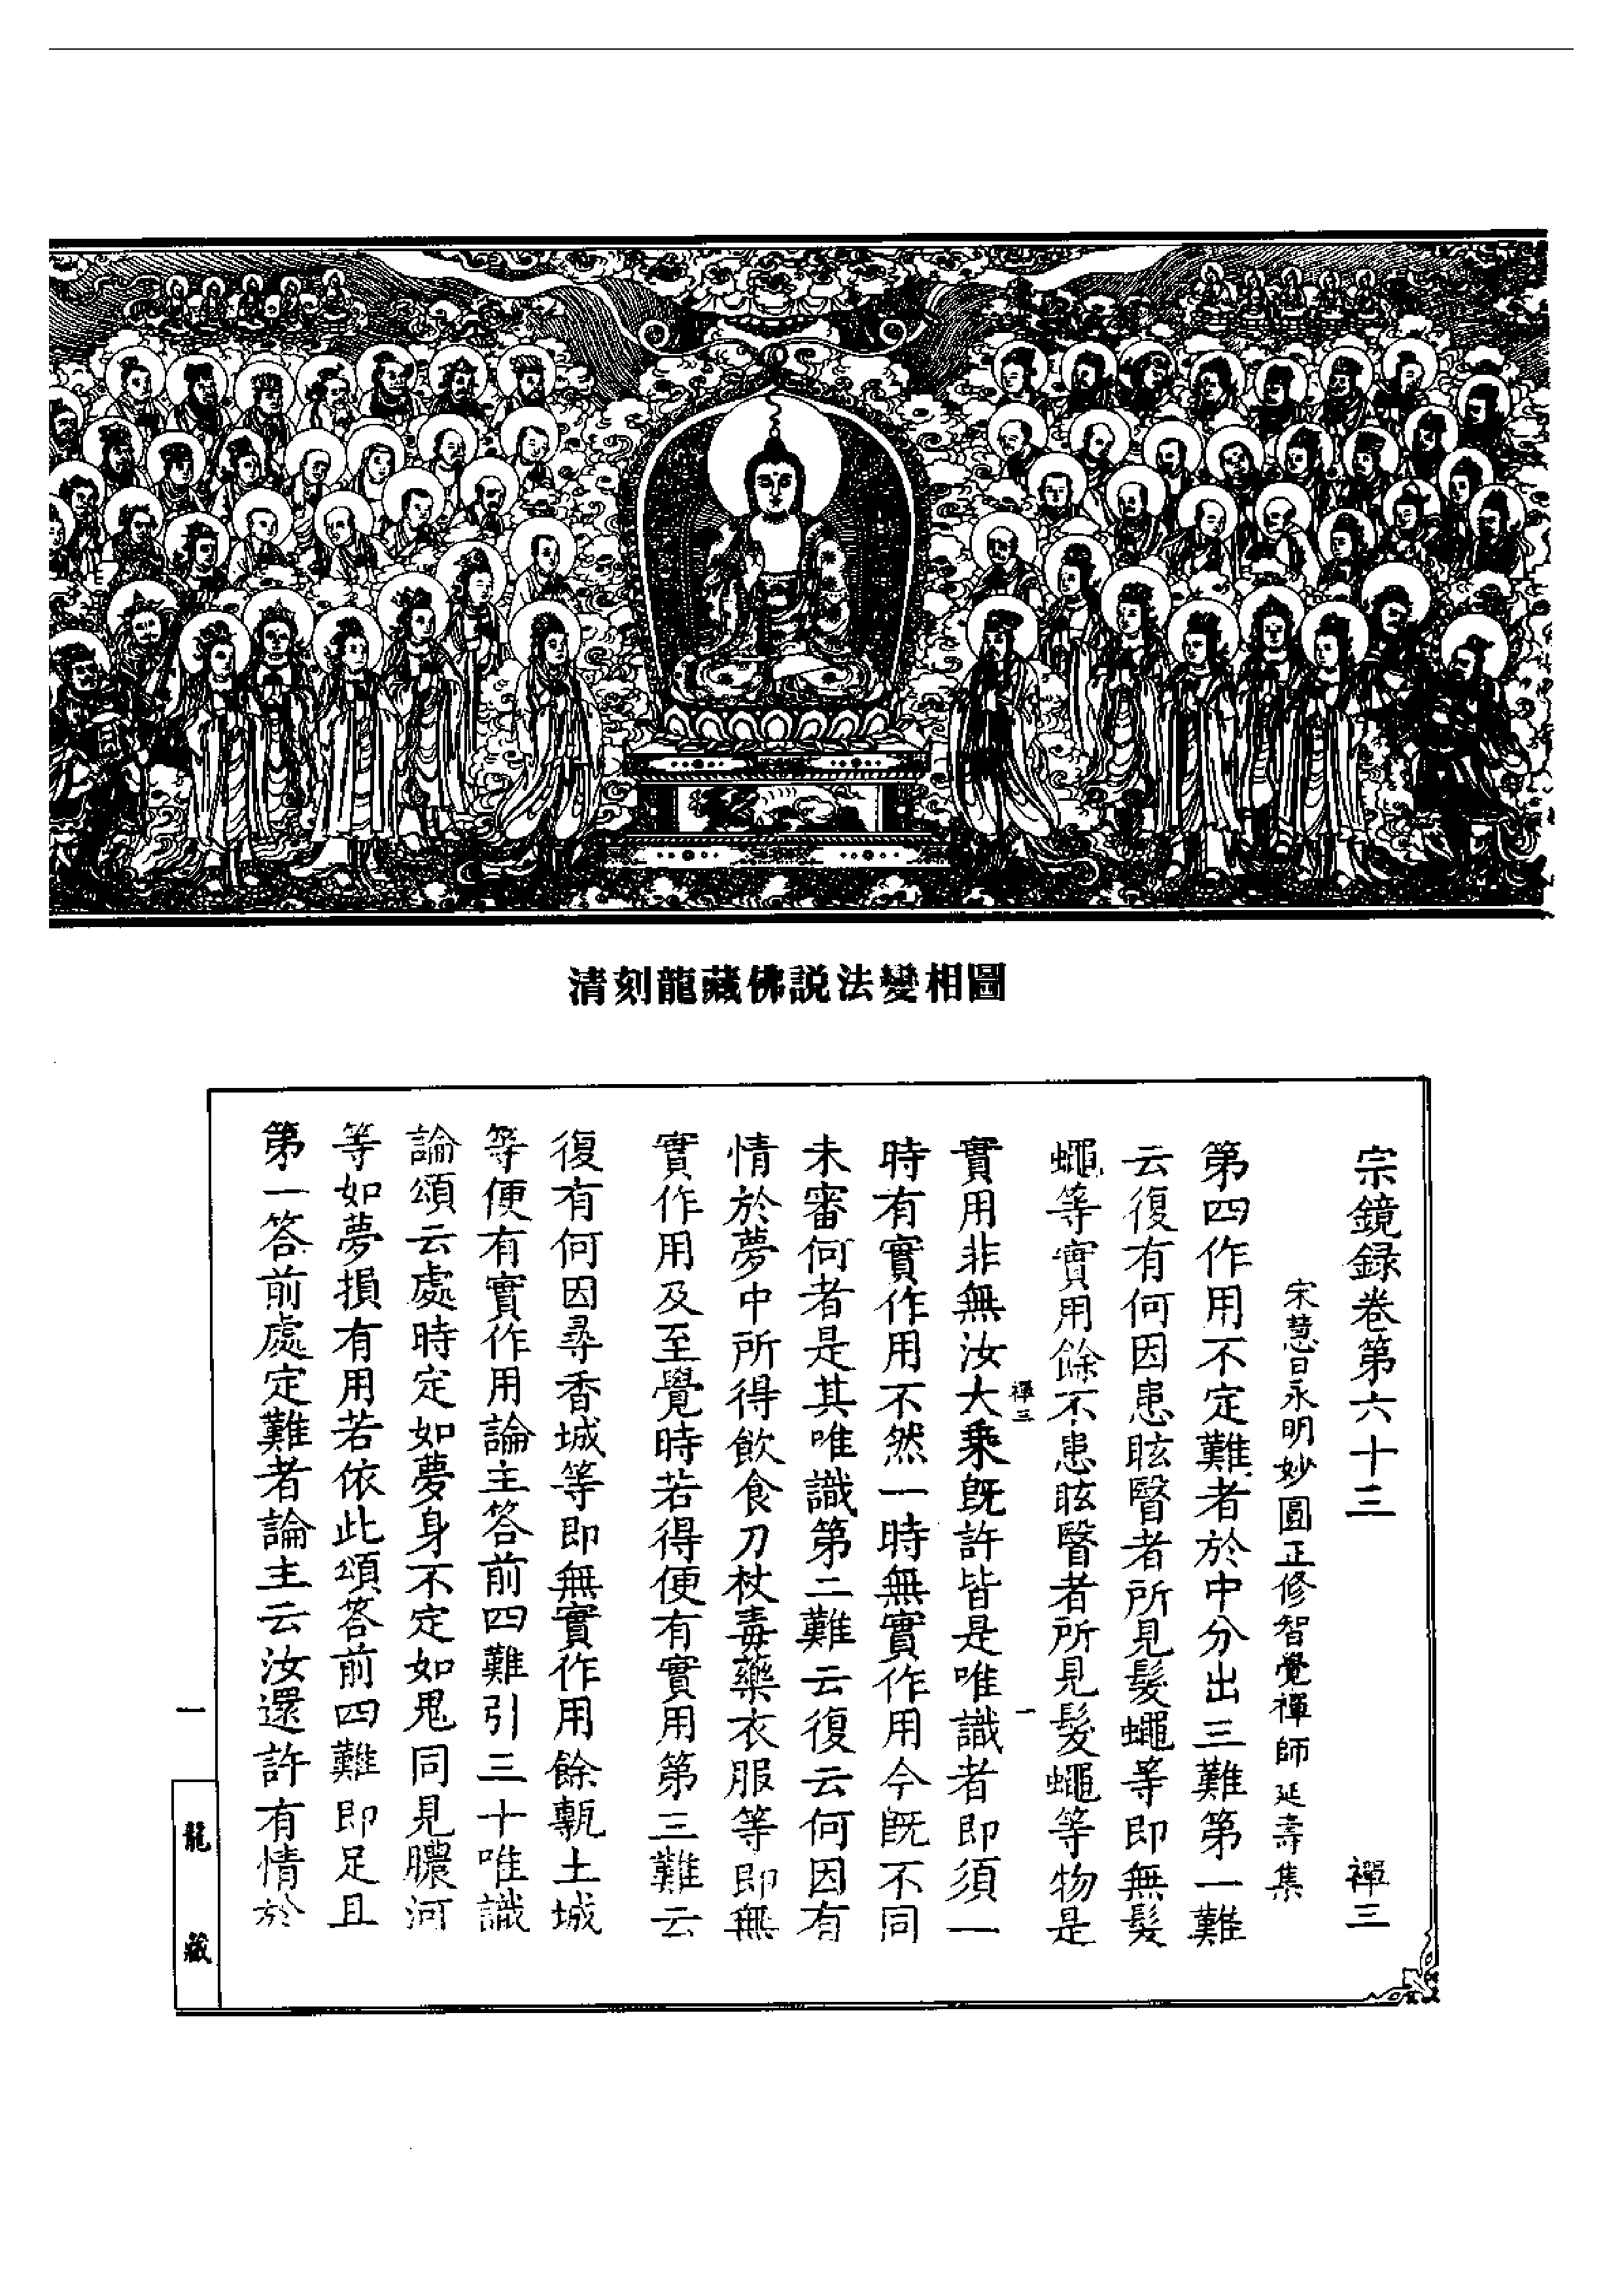 清刻龍藏佛説法變相圖
宗鏡録卷第六十三 禪三
宋慧日永明妙圓正修智覺禪師延壽集
第四作用不定難者於中分出三難第一難
云復有何因患眩瞖者所見髮蠅等即無髮
蠅等實用餘不患眩瞖者所見髮蠅等物是
禪三 一
實用非無汝大乘既許皆是唯識者即須一
時有實作用不然一時無實作用今既不同
未審何者是其唯識第二難云復云何因有
情於夢中所得飲食刀杖毒藥衣服等即無
實作用及至覺時若得便有實用第三難云
復有何因尋香城等即無實作用餘甎土城
等便有實作用論主答前四難引三十唯識
論頌云處時定如夢身不定如鬼同見膿河
等如夢損有用若依此頌答前四難即足且
第一答前處定難者論主云汝還許有情於
一
龍藏